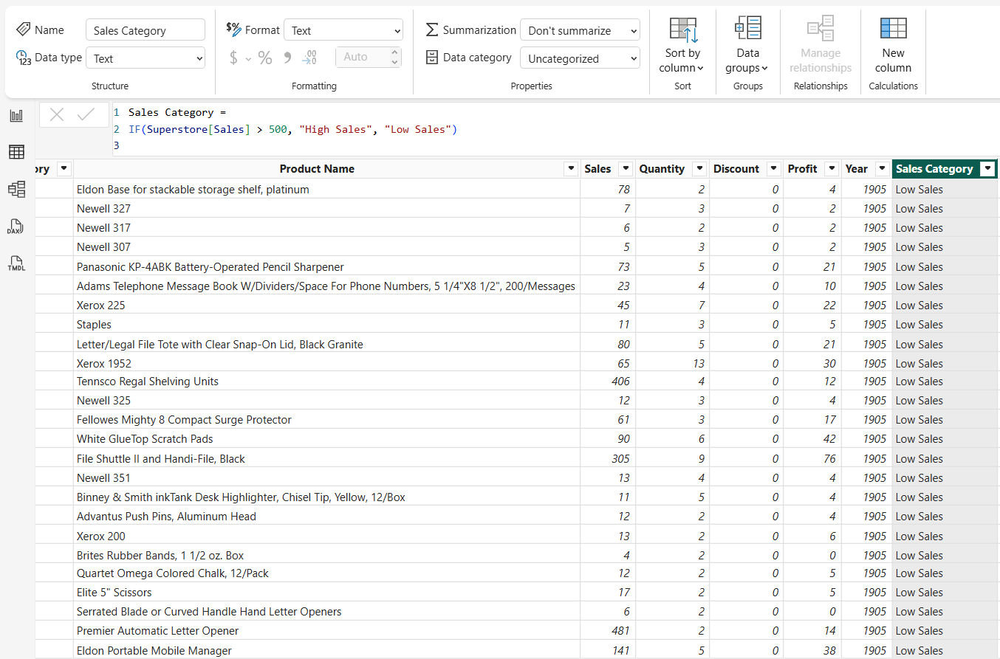 Name Sales Category
Data type Text
Structure
$% Format Text
$ % 9 .00 Auto
Formatting
Summarization Don't summarize
Data category Uncategorized
Properties
Sort by
column
Sort
Data
groups
Groups
Manage
relationships
Relationships
New
column
Calculations
1 Sales Category =
2 IF(Superstore[Sales] > 500, "High Sales", "Low Sales")
3
DAX
TMDL
ory Product Name Sales Quantity Discount Profit Year Sales Category
Eldon Base for stackable storage shelf, platinum 78 2 0 4 1905 Low Sales
Newell 327 7 3 0 2 1905 Low Sales
Newell 317 6 2 0 2 1905 Low Sales
Newell 307 5 3 0 2 1905 Low Sales
Panasonic KP-4ABK Battery-Operated Pencil Sharpener 73 5 0 21 1905 Low Sales
Adams Telephone Message Book W/Dividers/Space For Phone Numbers, 5 1/4"X8 1/2", 200/Messages 23 4 0 10 1905 Low Sales
Xerox 225 45 7 0 22 1905 Low Sales
Staples 11 3 0 5 1905 Low Sales
Letter/Legal File Tote with Clear Snap-On Lid, Black Granite 80 5 0 21 1905 Low Sales
Xerox 1952 65 13 0 30 1905 Low Sales
Tennsco Regal Shelving Units 406 4 0 12 1905 Low Sales
Newell 325 12 3 0 4 1905 Low Sales
Fellowes Mighty 8 Compact Surge Protector 61 3 0 17 1905 Low Sales
White GlueTop Scratch Pads 90 6 0 42 1905 Low Sales
File Shuttle II and Handi-File, Black 305 9 0 76 1905 Low Sales
Newell 351 13 4 0 4 1905 Low Sales
Binney & Smith inkTank Desk Highlighter, Chisel Tip, Yellow, 12/Box 11 5 0 4 1905 Low Sales
Advantus Push Pins, Aluminum Head 12 2 0 4 1905 Low Sales
Xerox 200 13 2 0 6 1905 Low Sales
Brites Rubber Bands, 1 1/2 oz. Box 4 2 0 0 1905 Low Sales
Quartet Omega Colored Chalk, 12/Pack 12 2 0 5 1905 Low Sales
Elite 5" Scissors 17 2 0 5 1905 Low Sales
Serrated Blade or Curved Handle Hand Letter Openers 6 2 0 0 1905 Low Sales
Premier Automatic Letter Opener 481 2 0 14 1905 Low Sales
Eldon Portable Mobile Manager 141 5 0 38 1905 Low Sales